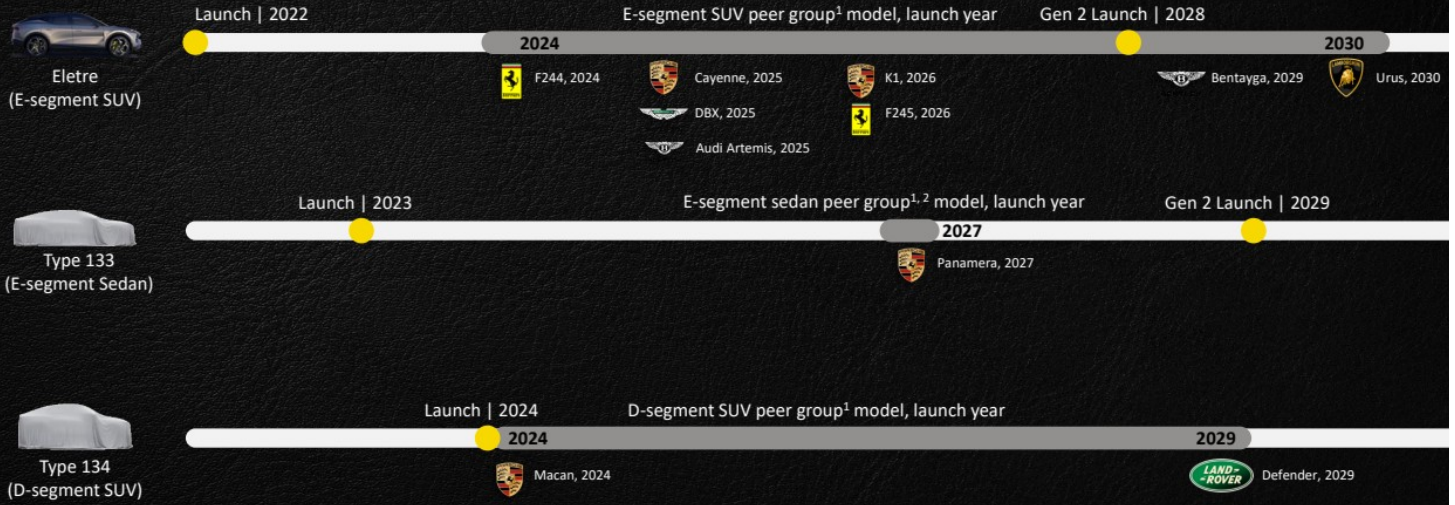 Launch | 2022
E-segment SUV peer group1 model, launch year
Gen 2 Launch | 2028
2024
2030
Eletre
(E-segment SUV)
F244, 2024
Cayenne, 2025
K1, 2026
Bentayga, 2029
Urus, 2030
DBX, 2025
F245, 2026
Audi Artemis, 2025
Launch | 2023
E-segment sedan peer group1, 2 model, launch year
Gen 2 Launch | 2029
2027
Type 133
(E-segment Sedan)
Panamera, 2027
Launch | 2024
D-segment SUV peer group1 model, launch year
2024
2029
Type 134
(D-segment SUV)
Macan, 2024
LAND-
-ROVER
Defender, 2029